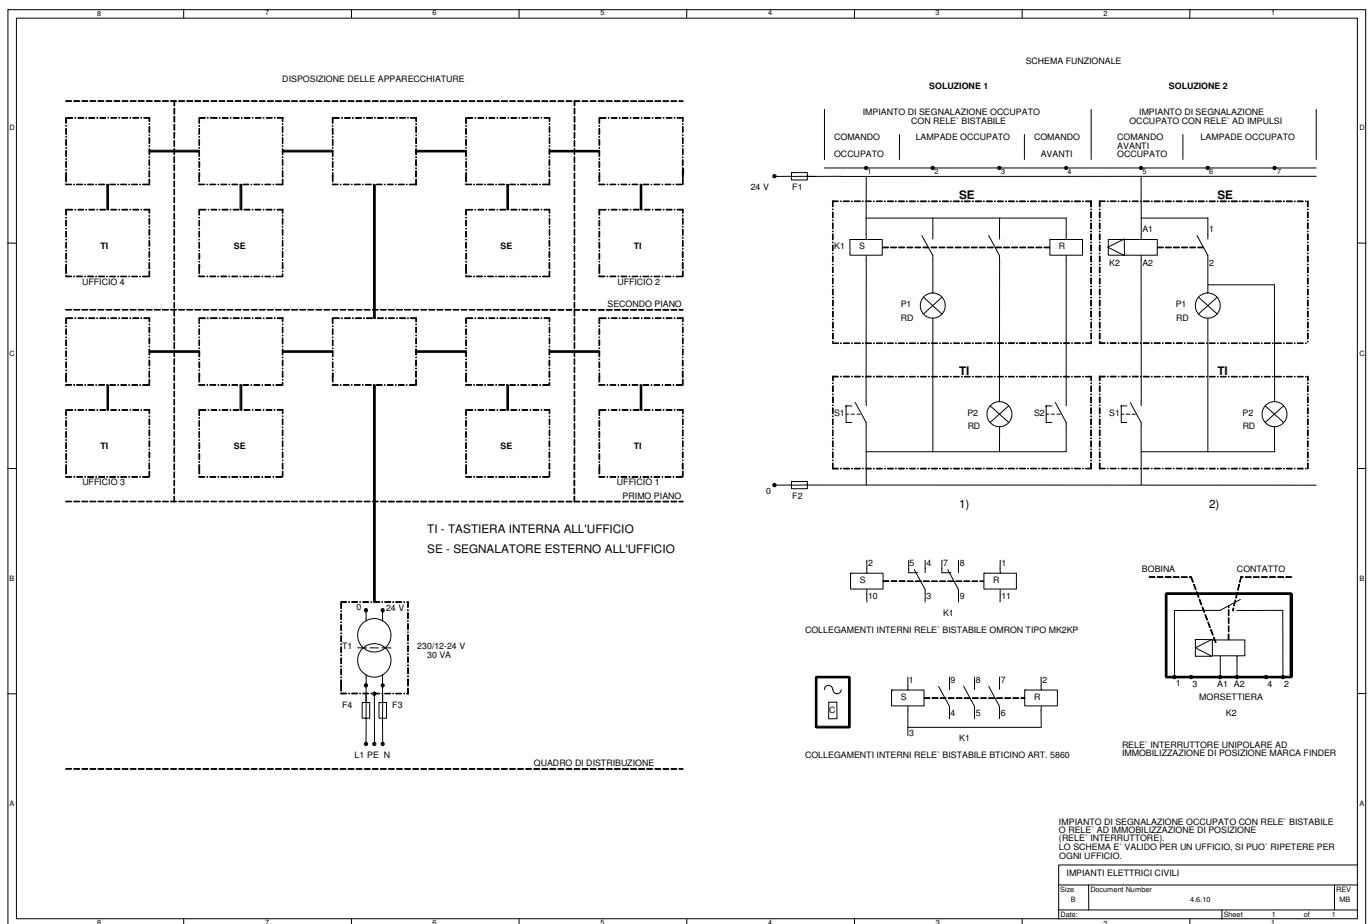 8 7 6 5 4 3 2 1
D D
C C
B B
A A
DISPOSIZIONE DELLE APPARECCHIATURE
TI SE SE TI
UFFICIO 4 UFFICIO 2
SECONDO PIANO
TI SE SE TI
UFFICIO 3 UFFICIO 1
PRIMO PIANO
TI - TASTIERA INTERNA ALL'UFFICIO
SE - SEGNALATORE ESTERNO ALL'UFFICIO
0 24 V
T1
230/12-24 V
30 VA
F4 F3
L1 PE N
QUADRO DI DISTRIBUZIONE
SCHEMA FUNZIONALE
SOLUZIONE 1
IMPIANTO DI SEGNALAZIONE OCCUPATO
CON RELE` BISTABILE
COMANDO
OCCUPATO
LAMPADE OCCUPATO
COMANDO
AVANTI
SOLUZIONE 2
IMPIANTO DI SEGNALAZIONE
OCCUPATO CON RELE` AD IMPULSI
COMANDO
AVANTI
OCCUPATO
LAMPADE OCCUPATO
1 2 3 4 5 6 7
24 V
F1
SE
K1 S R
P1
RD
TI
S1
P2
RD
S2
SE
A1 1
K2 A2 2
P1
RD
TI
S1
P2
RD
0
F2
1) 2)
2 5 4 7 8 1
S R
10 3 9 11
K1
COLLEGAMENTI INTERNI RELE` BISTABILE OMRON TIPO MK2KP
C
1 9 8 7 2
S R
4 5 6
3
K1
COLLEGAMENTI INTERNI RELE` BISTABILE BTICINO ART. 5860
BOBINA CONTATTO
1 3 A1 A2 4 2
MORSETTIERA
K2
RELE` INTERRUTTORE UNIPOLARE AD
IMMOBILIZZAZIONE DI POSIZIONE MARCA FINDER
IMPIANTO DI SEGNALAZIONE OCCUPATO CON RELE` BISTABILE
O RELE` AD IMMOBILIZZAZIONE DI POSIZIONE
(RELE` INTERRUTTORE).
LO SCHEMA E` VALIDO PER UN UFFICIO, SI PUO` RIPETERE PER
OGNI UFFICIO.
IMPIANTI ELETTRICI CIVILI
Size Document Number REV
B 4.6.10 MB
Date: Sheet 1 of 1
8 7 6 5 4 3 2 1